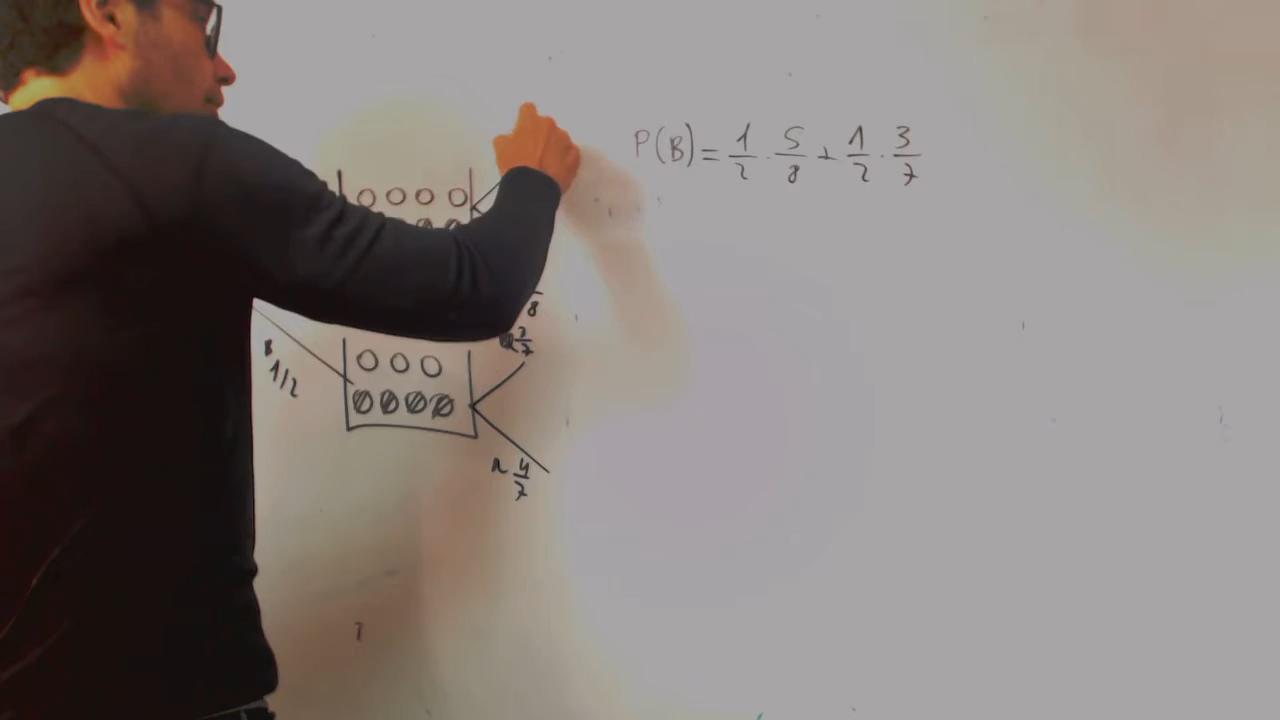 P(B) = 1/2 · 5/8 + 1/2 · 3/7
8
3/7
B
1/2
n 4/7